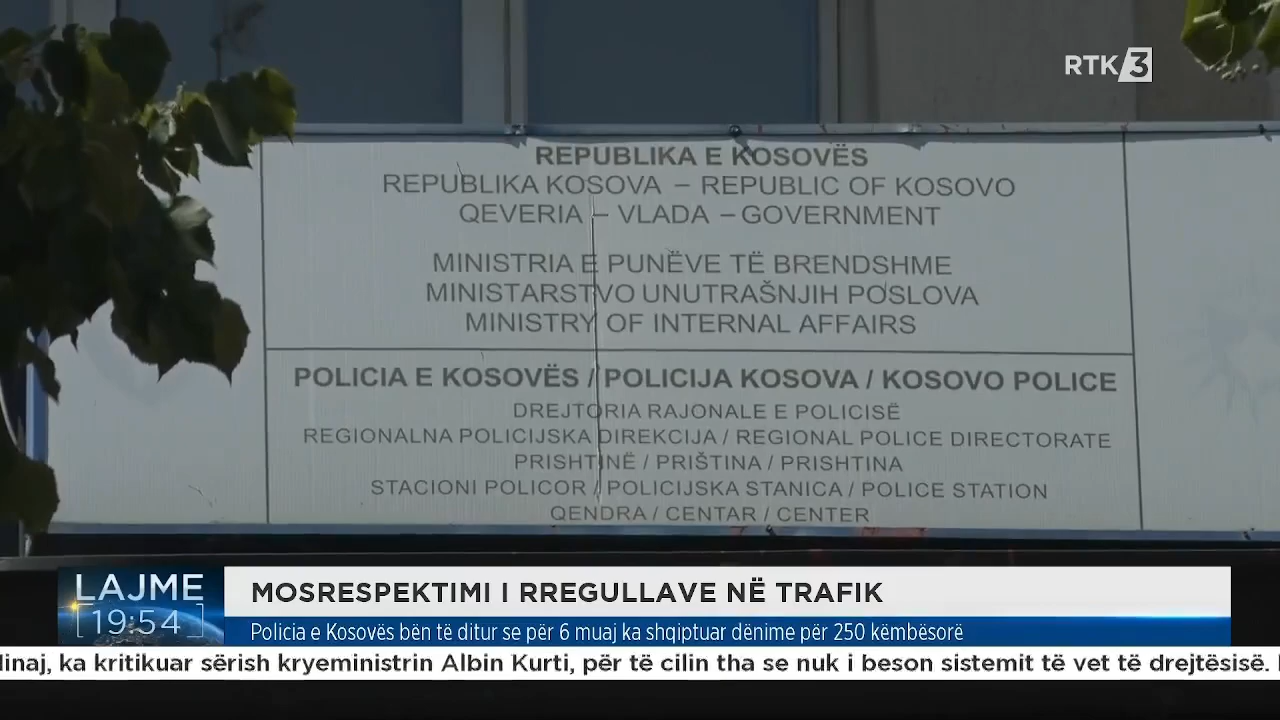 RTK 3
REPUBLIKA E KOSOVËS
REPUBLIKA KOSOVA – REPUBLIC OF KOSOVO
QEVERIA – VLADA – GOVERNMENT
MINISTRIA E PUNËVE TË BRENDSHME
MINISTARSTVO UNUTRAŠNJIH POSLOVA
MINISTRY OF INTERNAL AFFAIRS
POLICIA E KOSOVËS / POLICIJA KOSOVA / KOSOVO POLICE
DREJTORIA RAJONALE E POLICISË
REGIONALNA POLICIJSKA DIREKCIJA / REGIONAL POLICE DIRECTORATE
PRISHTINË / PRIŠTINA / PRISHTINA
STACIONI POLICOR / POLICIJSKA STANICA / POLICE STATION
QENDRA / CENTAR / CENTER
LAJME
19:54
MOSRESPEKTIMI I RREGULLAVE NË TRAFIK
Policia e Kosovës bën të ditur se për 6 muaj ka shqiptuar dënime për 250 këmbësorë
ka kritikuar sërish kryeministrin Albin Kurti, për të cilin tha se nuk i beson sistemit të vet të drejtësisë.